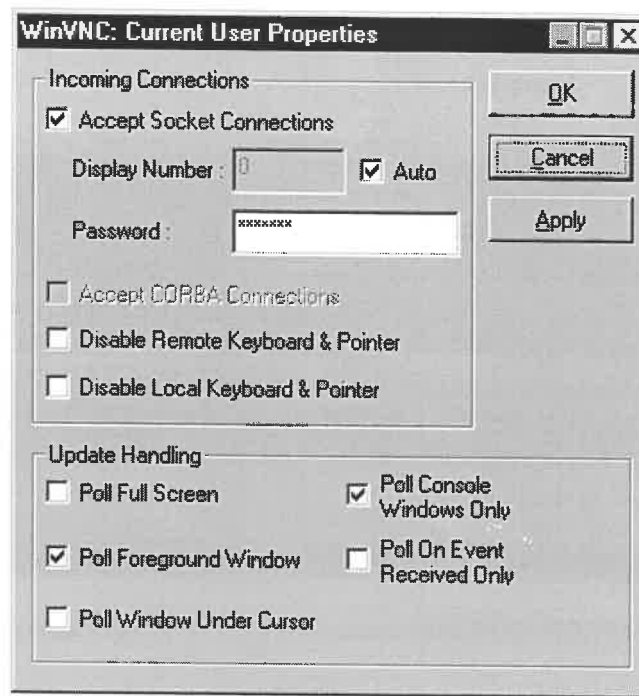 WinVNC: Current User Properties
Incoming Connections
OK
Accept Socket Connections
Display Number : 0
Auto
Cancel
Password :
×××××××
Apply
Accept CORBA Connections
Disable Remote Keyboard & Pointer
Disable Local Keyboard & Pointer
Update Handling
Poll Full Screen
Poll Console
Windows Only
Poll Foreground Window
Poll On Event
Received Only
Poll Window Under Cursor